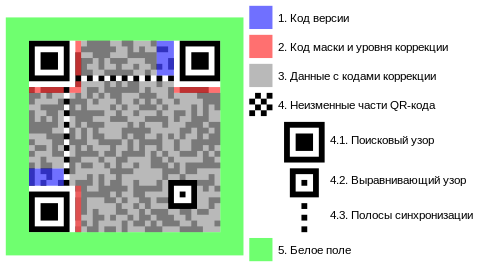 1. Код версии
2. Код маски и уровня коррекции
3. Данные с кодами коррекции
4. Неизменные части QR-кода
4.1. Поисковый узор
4.2. Выравнивающий узор
4.3. Полосы синхронизации
5. Белое поле